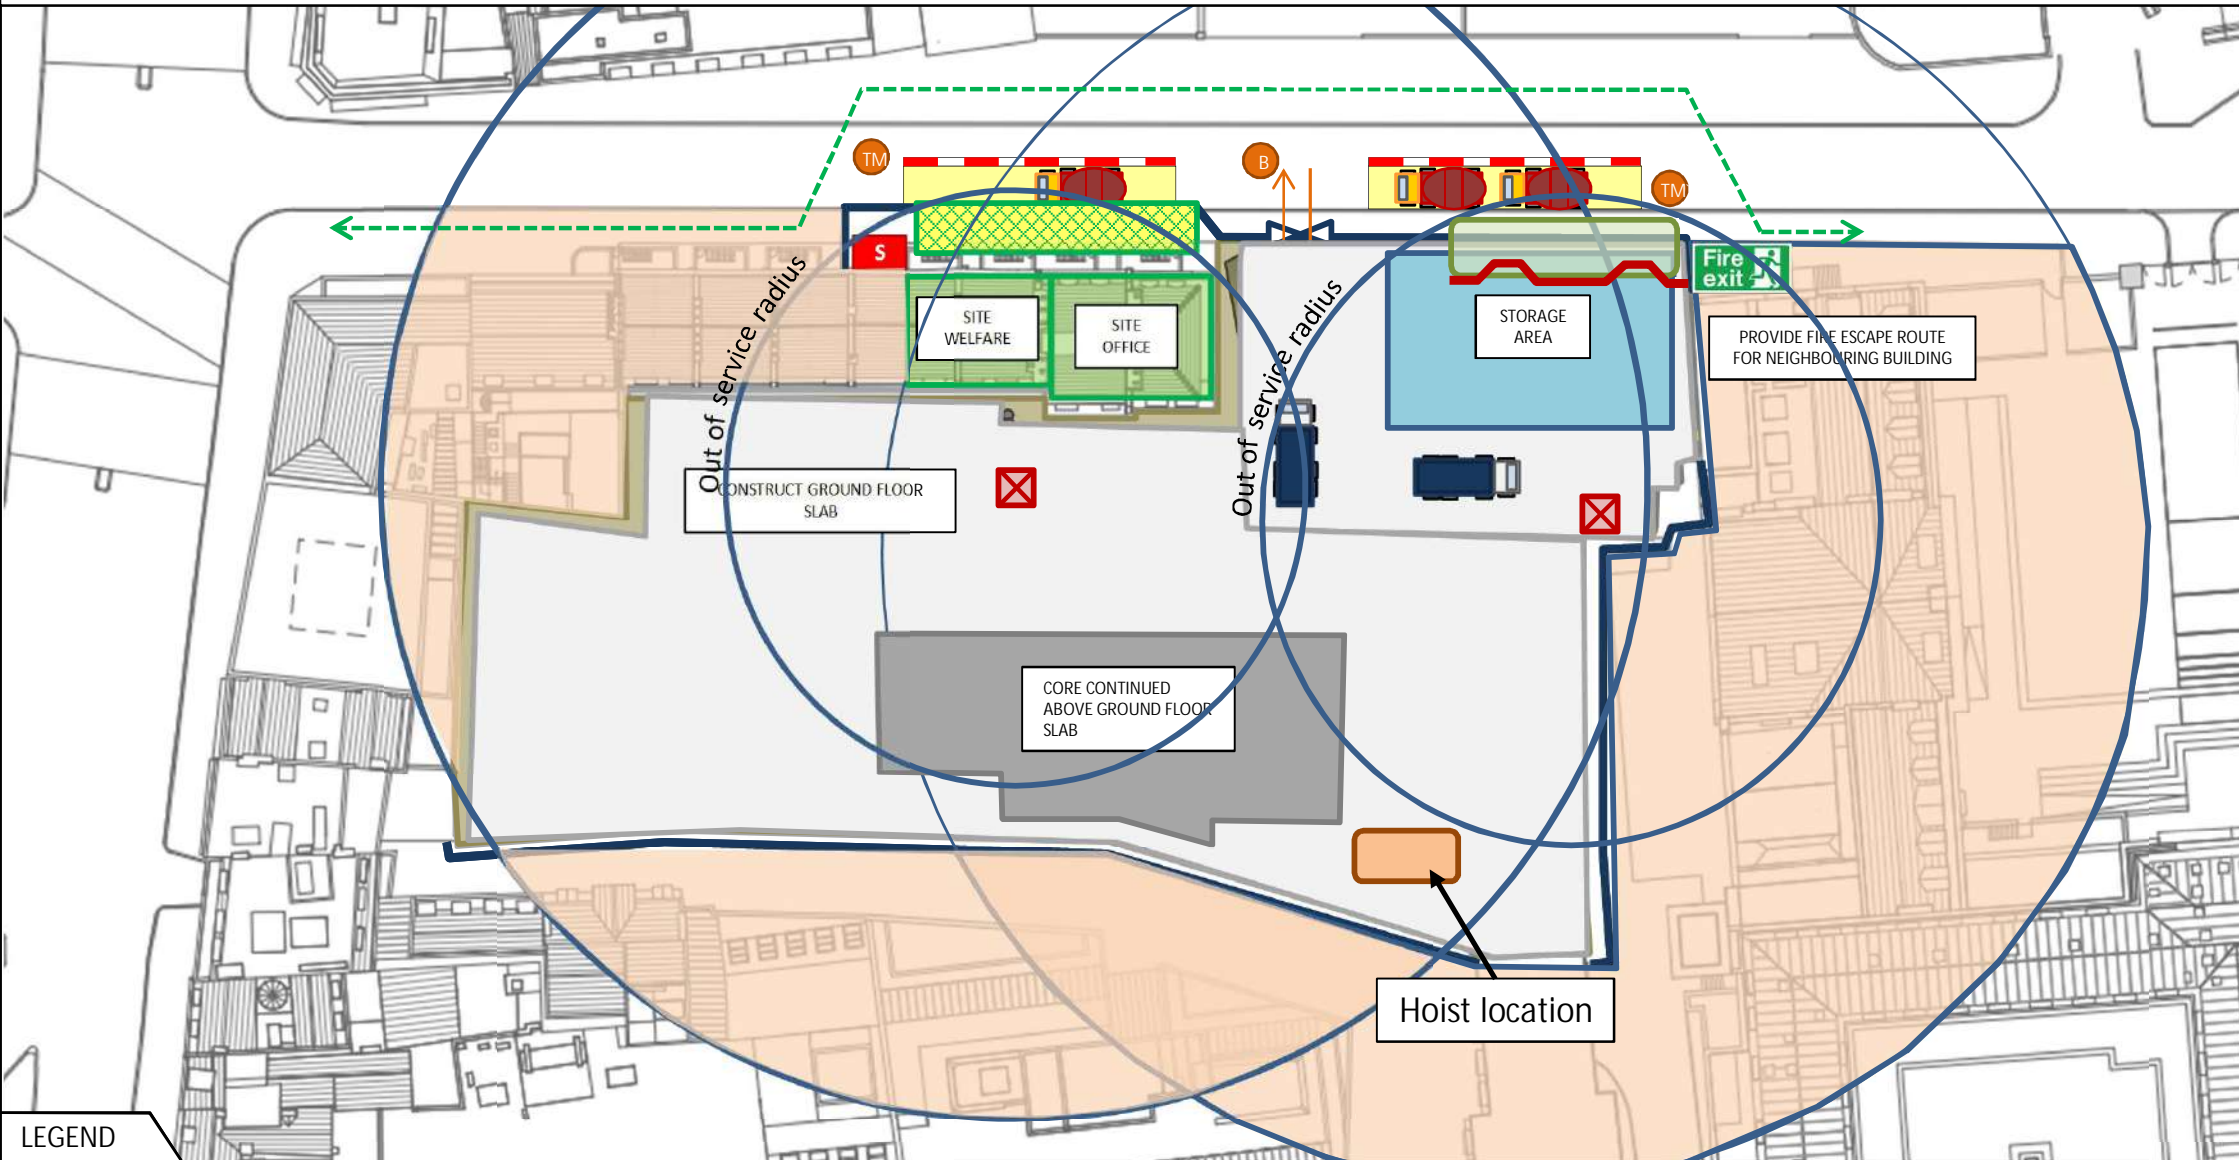 TM
B
TM
S
Fire
exit
Out of service radius
Out of service radius
SITE
WELFARE
SITE
OFFICE
STORAGE
AREA
PROVIDE FIRE ESCAPE ROUTE
FOR NEIGHBOURING BUILDING
CONSTRUCT GROUND FLOOR
SLAB
CORE CONTINUED
ABOVE GROUND FLOOR
SLAB
Hoist location
LEGEND